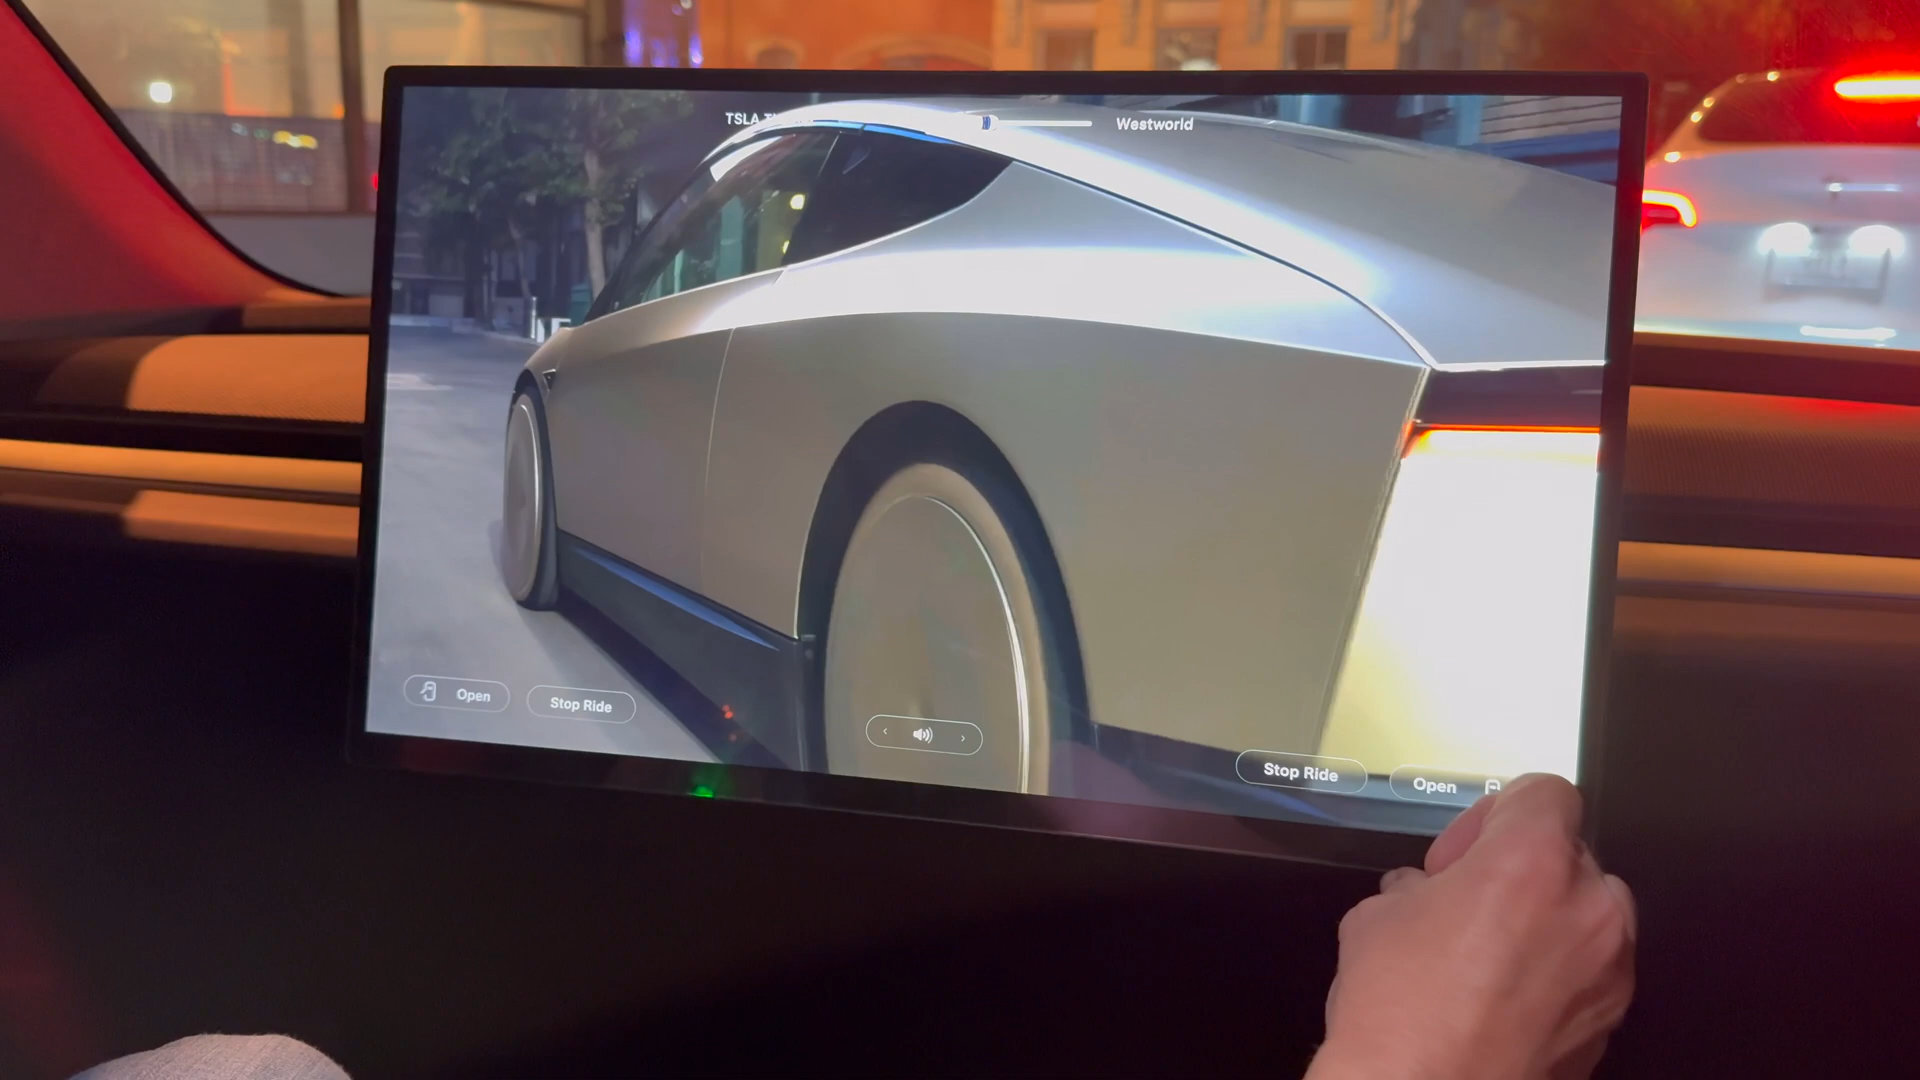 TSLA
Westworld
Open
Stop Ride
Stop Ride
Open